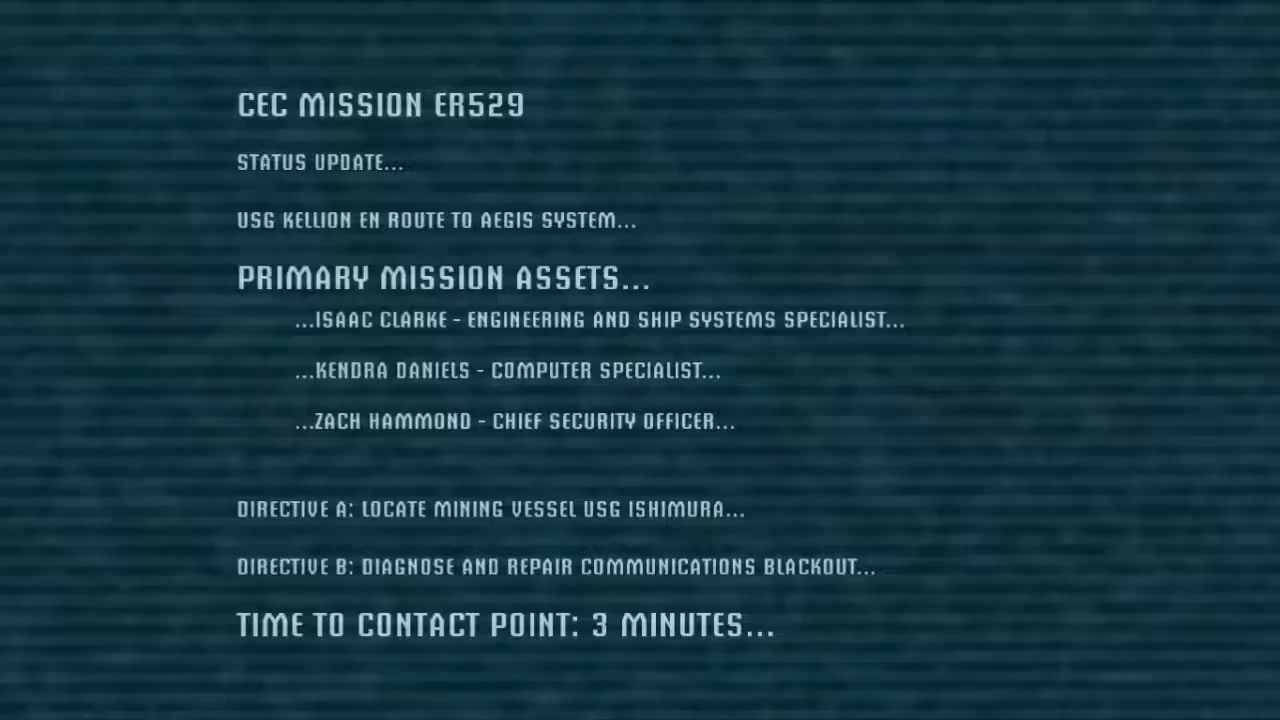 CEC MISSION ER529
STATUS UPDATE...
USG KELLION EN ROUTE TO AEGIS SYSTEM...
PRIMARY MISSION ASSETS...
...ISAAC CLARKE - ENGINEERING AND SHIP SYSTEMS SPECIALIST...
...KENDRA DANIELS - COMPUTER SPECIALIST...
...ZACH HAMMOND - CHIEF SECURITY OFFICER...
DIRECTIVE A: LOCATE MINING VESSEL USG ISHIMURA...
DIRECTIVE B: DIAGNOSE AND REPAIR COMMUNICATIONS BLACKOUT...
TIME TO CONTACT POINT: 3 MINUTES...